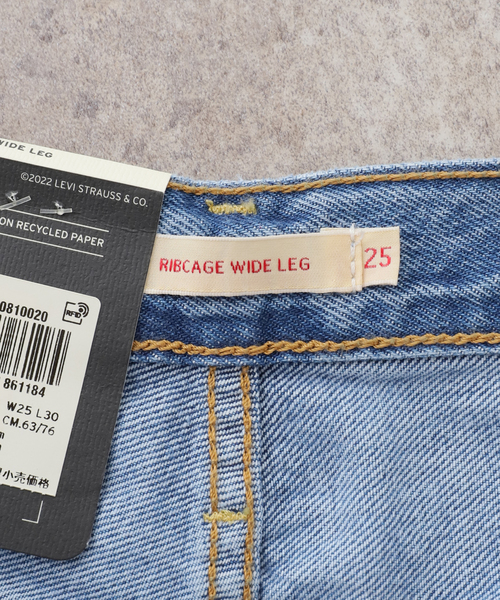 WIDE LEG
©2022 LEVI STRAUSS & CO.
ON RECYCLED PAPER
RIBCAGE WIDE LEG
25
0810020
RFID
861184
W25 L30
CM.63/76
小売価格